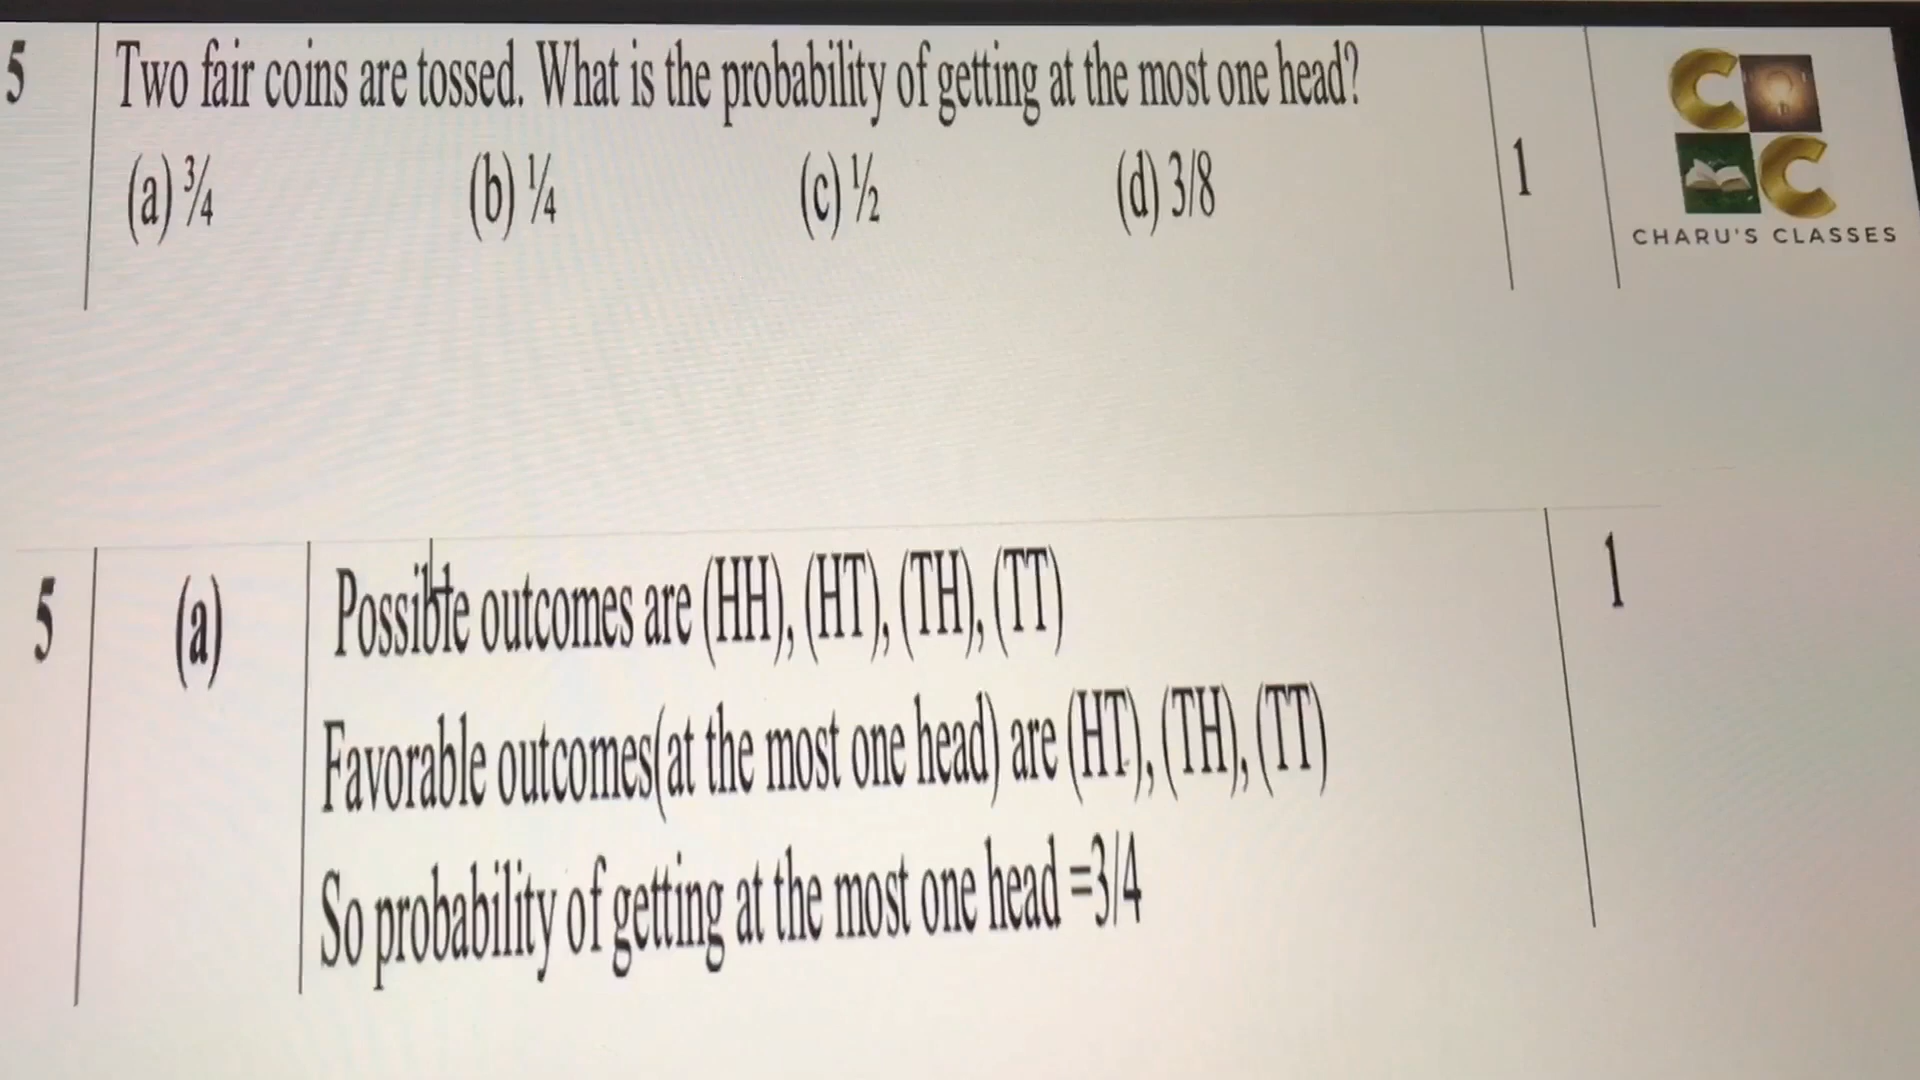 5 Two fair coins are tossed. What is the probability of getting at the most one head?
(a) ¾ (b) ¼ (c) ½ (d) 3/8 1
CHARU'S CLASSES
5 (a) Possible outcomes are (HH), (HT), (TH), (TT) 1
Favorable outcomes(at the most one head) are (HT), (TH), (TT)
So probability of getting at the most one head =3/4